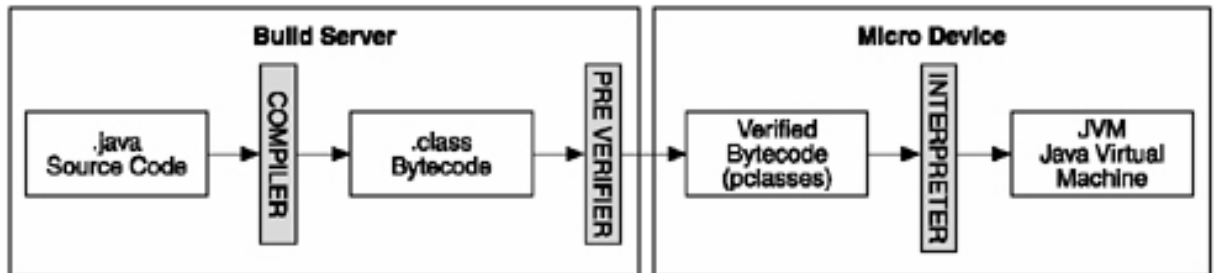 Build Server
.java
Source Code
COMPILER
.class
Bytecode
PRE VERIFIER
Micro Device
Verified
Bytecode
(pclasses)
INTERPRETER
JVM
Java Virtual
Machine